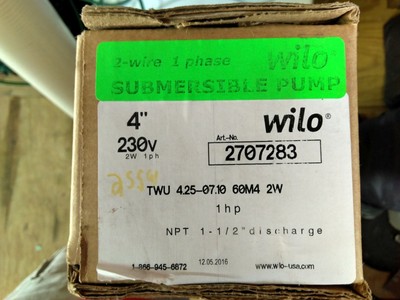 2-wire 1 phase wilo®
SUBMERSIBLE PUMP
4"
230v
2W 1ph
Art.-No.
2707283
wilo®
TWU 4.25-07.10 60M4 2W
1hp
NPT 1-1/2" discharge
1-866-945-6872
12.05.2016
www.wilo-usa.com